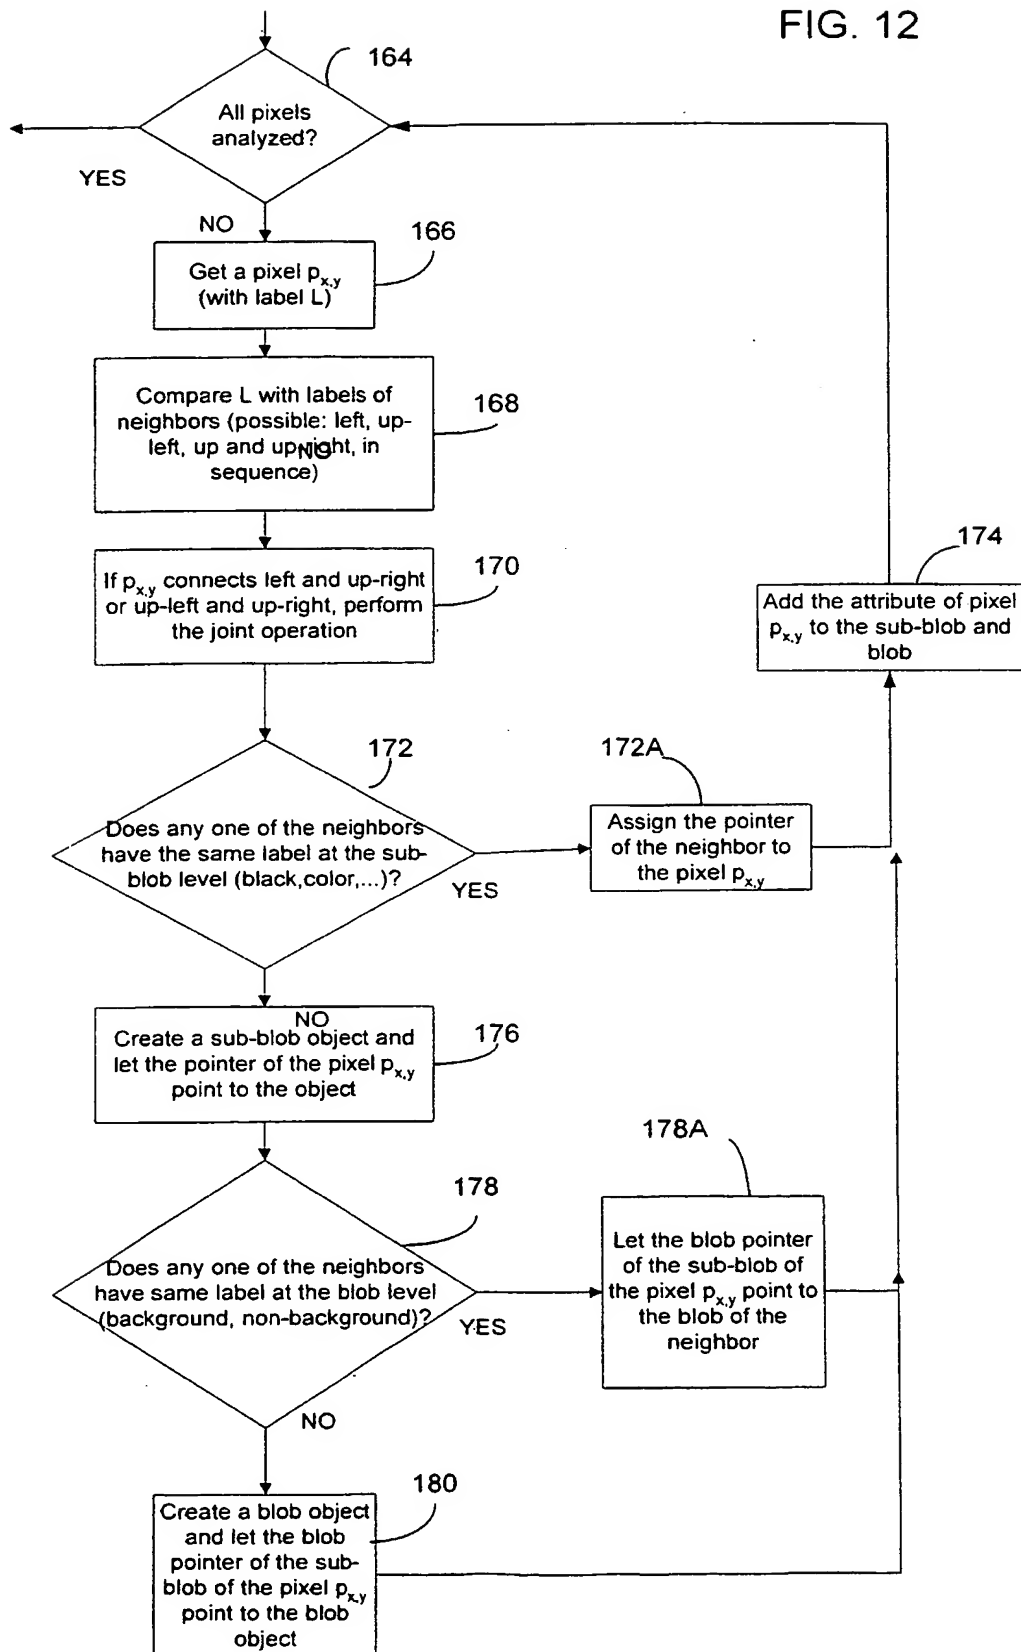 FIG. 12
164
All pixels
analyzed?
YES
NO
166
Get a pixel px,y
(with label L)
Compare L with labels of
neighbors (possible: left, up-
left, up and up-right, in
NO
sequence)
168
If px,y connects left and up-right
or up-left and up-right, perform
the joint operation
170
174
Add the attribute of pixel
px,y to the sub-blob and
blob
172
Does any one of the neighbors
have the same label at the sub-
blob level (black,color,...)?
YES
172A
Assign the pointer
of the neighbor to
the pixel px,y
NO
Create a sub-blob object and
let the pointer of the pixel px,y
point to the object
176
178
Does any one of the neighbors
have same label at the blob level
(background, non-background)?
YES
178A
Let the blob pointer
of the sub-blob of
the pixel px,y point to
the blob of the
neighbor
NO
180
Create a blob object
and let the blob
pointer of the sub-
blob of the pixel px,y
point to the blob
object